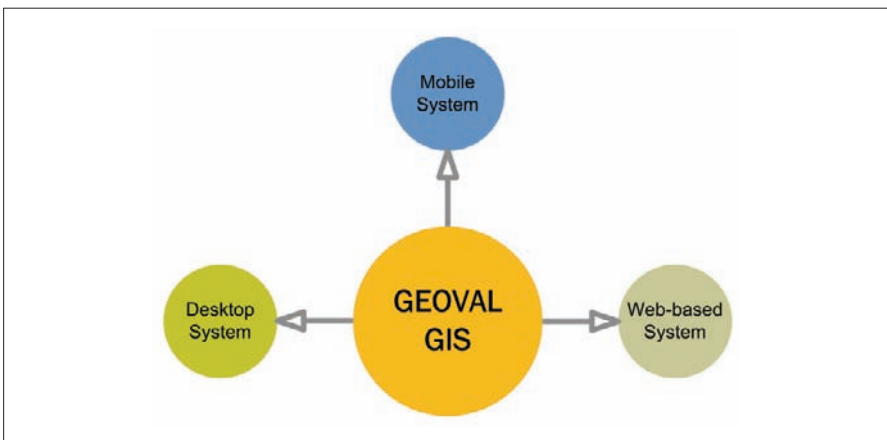 Mobile
System
Desktop
System
GEOVAL
GIS
Web-based
System